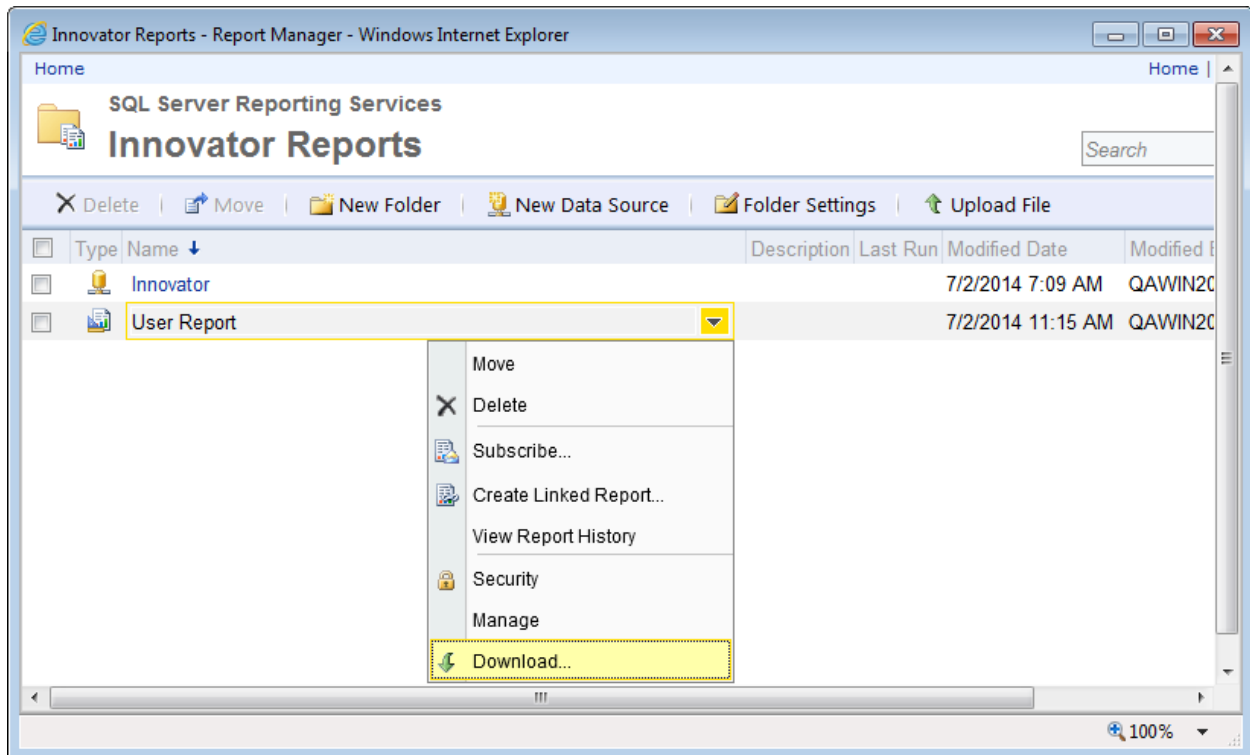 Innovator Reports - Report Manager - Windows Internet Explorer
Home Home |
SQL Server Reporting Services
Innovator Reports
Search
Delete | Move | New Folder | New Data Source | Folder Settings | Upload File
Type Name Description Last Run Modified Date Modified
Innovator 7/2/2014 7:09 AM QAWIN20
User Report 7/2/2014 11:15 AM QAWIN20
Move
Delete
Subscribe...
Create Linked Report...
View Report History
Security
Manage
Download...
100%